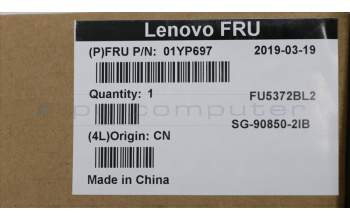 Lenovo FRU
(P)FRU P/N: 01YP697 2019-03-19
Quantity: 1 FU5372BL2
SG-90850-2IB
(4L)Origin: CN
Made in China
computer